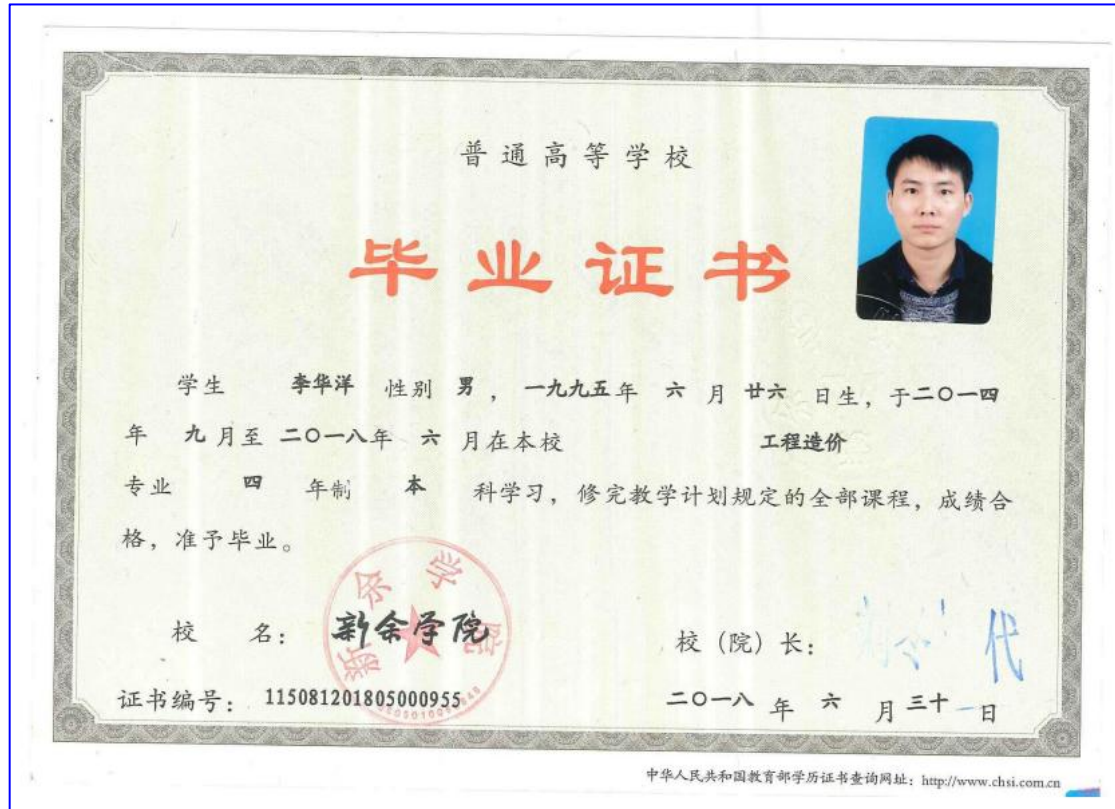 普通高等学校
毕业证书
学生 李华洋 性别 男 ，一九九五年 六 月 廿六 日生，于二〇一四
年 九月至 二〇一八年 六 月在本校 工程造价
专业 四 年制 本 科学习，修完教学计划规定的全部课程，成绩合
格，准予毕业。
新余学院
校 名： 新余学院
校（院）长： 代
证书编号： 115081201805000955
二〇一八 年 六 月 三十 日
中华人民共和国教育部学历证书查询网址：http://www.chsi.com.cn